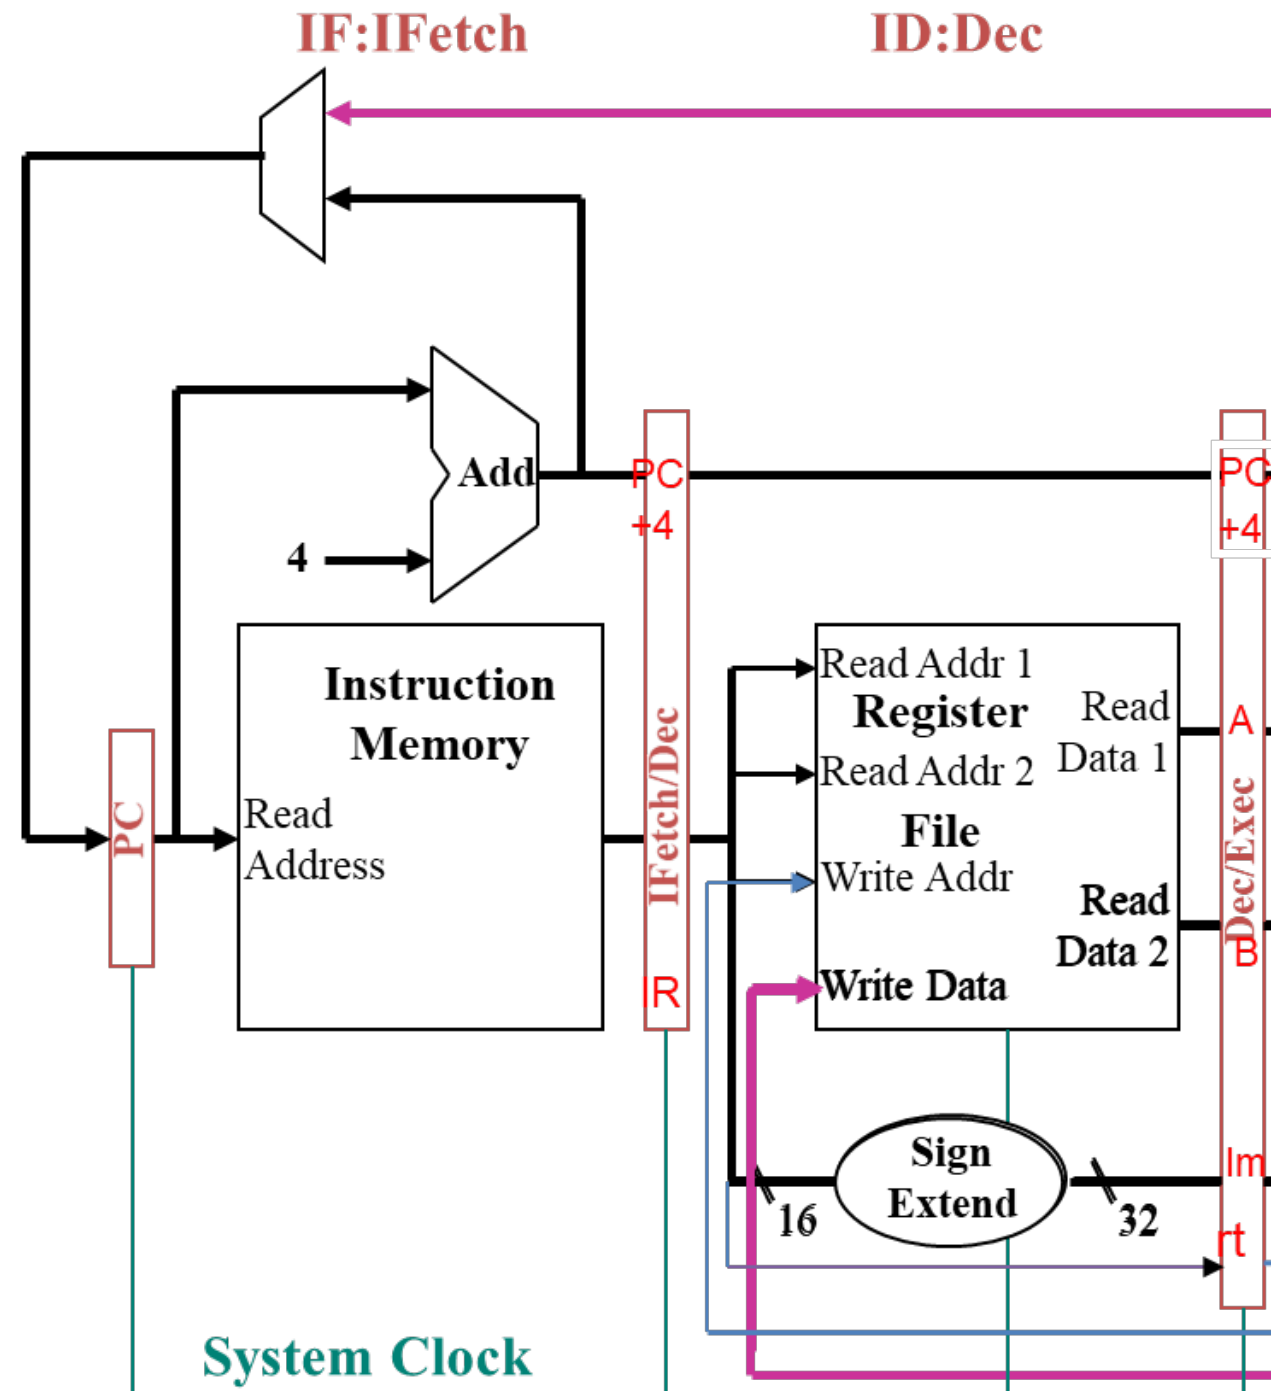 IF:IFetch
ID:Dec
Add
4
PC
+4
PC
+4
Instruction
Memory
Read
Address
PC
IFetch/Dec
IR
Read Addr 1
Register
Read
Data 1
Read Addr 2
File
Write Addr
Read
Data 2
Write Data
A
Dec/Exec
B
Sign
Extend
16
32
Im
rt
System Clock